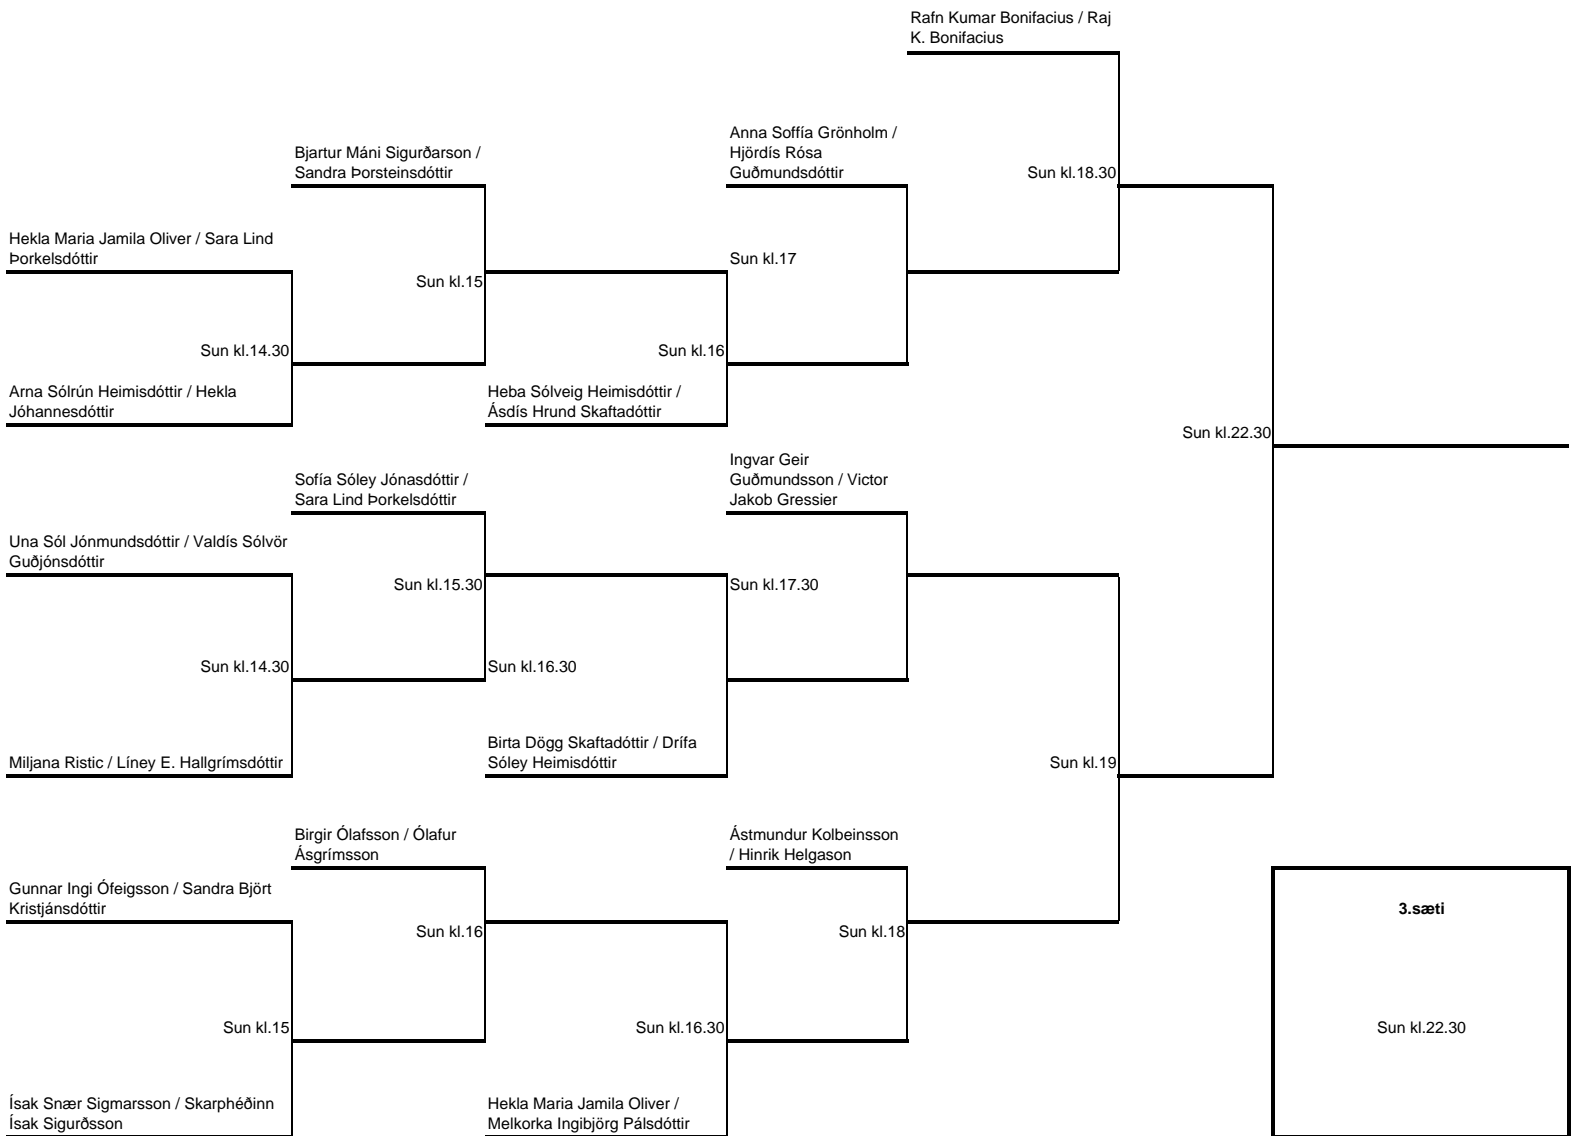 Rafn Kumar Bonifacius / Raj
K. Bonifacius
Anna Soffía Grönholm /
Hjördís Rósa
Guðmundsdóttir
Bjartur Máni Sigurðarson /
Sandra Þorsteinsdóttir
Sun kl.18.30
Hekla Maria Jamila Oliver / Sara Lind
Þorkelsdóttir
Sun kl.17
Sun kl.15
Sun kl.14.30
Sun kl.16
Arna Sólrún Heimisdóttir / Hekla
Jóhannesdóttir
Heba Sólveig Heimisdóttir /
Ásdís Hrund Skaftadóttir
Sun kl.22.30
Ingvar Geir
Guðmundsson / Victor
Jakob Gressier
Sofía Sóley Jónasdóttir /
Sara Lind Þorkelsdóttir
Una Sól Jónmundsdóttir / Valdís Sólvör
Guðjónsdóttir
Sun kl.15.30
Sun kl.17.30
Sun kl.14.30
Sun kl.16.30
Miljana Ristic / Líney E. Hallgrímsdóttir
Birta Dögg Skaftadóttir / Drífa
Sóley Heimisdóttir
Sun kl.19
Birgir Ólafsson / Ólafur
Ásgrímsson
Ástmundur Kolbeinsson
/ Hinrik Helgason
Gunnar Ingi Ófeigsson / Sandra Björt
Kristjánsdóttir
3.sæti
Sun kl.16
Sun kl.18
Sun kl.15
Sun kl.16.30
Sun kl.22.30
Ísak Snær Sigmarsson / Skarphéðinn
Ísak Sigurðsson
Hekla Maria Jamila Oliver /
Melkorka Ingibjörg Pálsdóttir